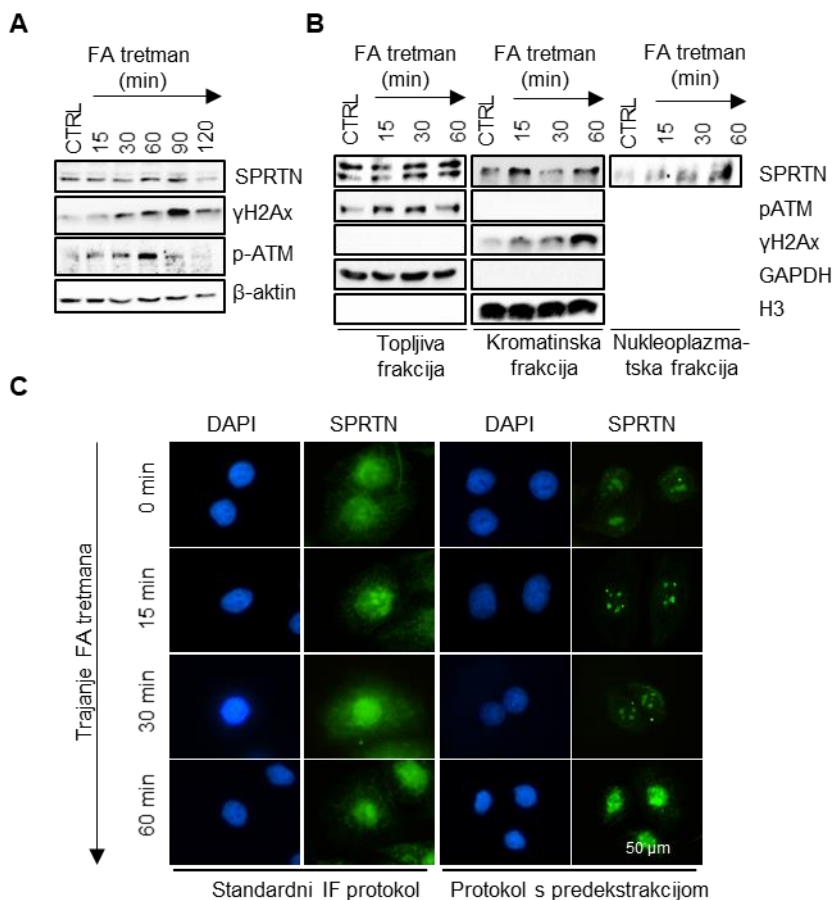 A
FA tretman
(min)
CTRL
15
30
60
90
120
SPRTN
γH2Ax
p-ATM
β-aktin
B
FA tretman
(min)
CTRL
15
30
60
FA tretman
(min)
CTRL
15
30
60
FA tretman
(min)
CTRL
15
30
60
SPRTN
pATM
γH2Ax
GAPDH
H3
Topljiva
frakcija
Kromatinska
frakcija
Nukleoplazma-
tska frakcija
C
DAPI
SPRTN
DAPI
SPRTN
Trajanje FA tretmana
0 min
15 min
30 min
60 min
50 µm
Standardni IF protokol
Protokol s predekstrakcijom